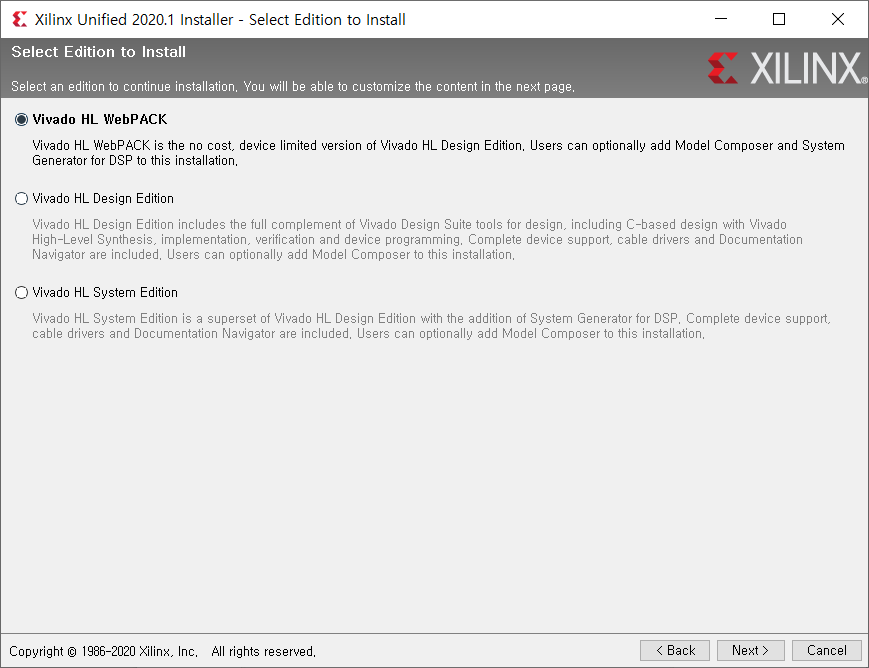 Xilinx Unified 2020.1 Installer - Select Edition to Install
Select Edition to Install
Select an edition to continue installation. You will be able to customize the content in the next page.
XILINX®
Vivado HL WebPACK
Vivado HL WebPACK is the no cost, device limited version of Vivado HL Design Edition. Users can optionally add Model Composer and System
Generator for DSP to this installation.
Vivado HL Design Edition
Vivado HL Design Edition includes the full complement of Vivado Design Suite tools for design, including C-based design with Vivado
High-Level Synthesis, implementation, verification and device programming. Complete device support, cable drivers and Documentation
Navigator are included. Users can optionally add Model Composer to this installation.
Vivado HL System Edition
Vivado HL System Edition is a superset of Vivado HL Design Edition with the addition of System Generator for DSP. Complete device support,
cable drivers and Documentation Navigator are included. Users can optionally add Model Composer to this installation.
Copyright © 1986-2020 Xilinx, Inc. All rights reserved.
< Back
Next >
Cancel